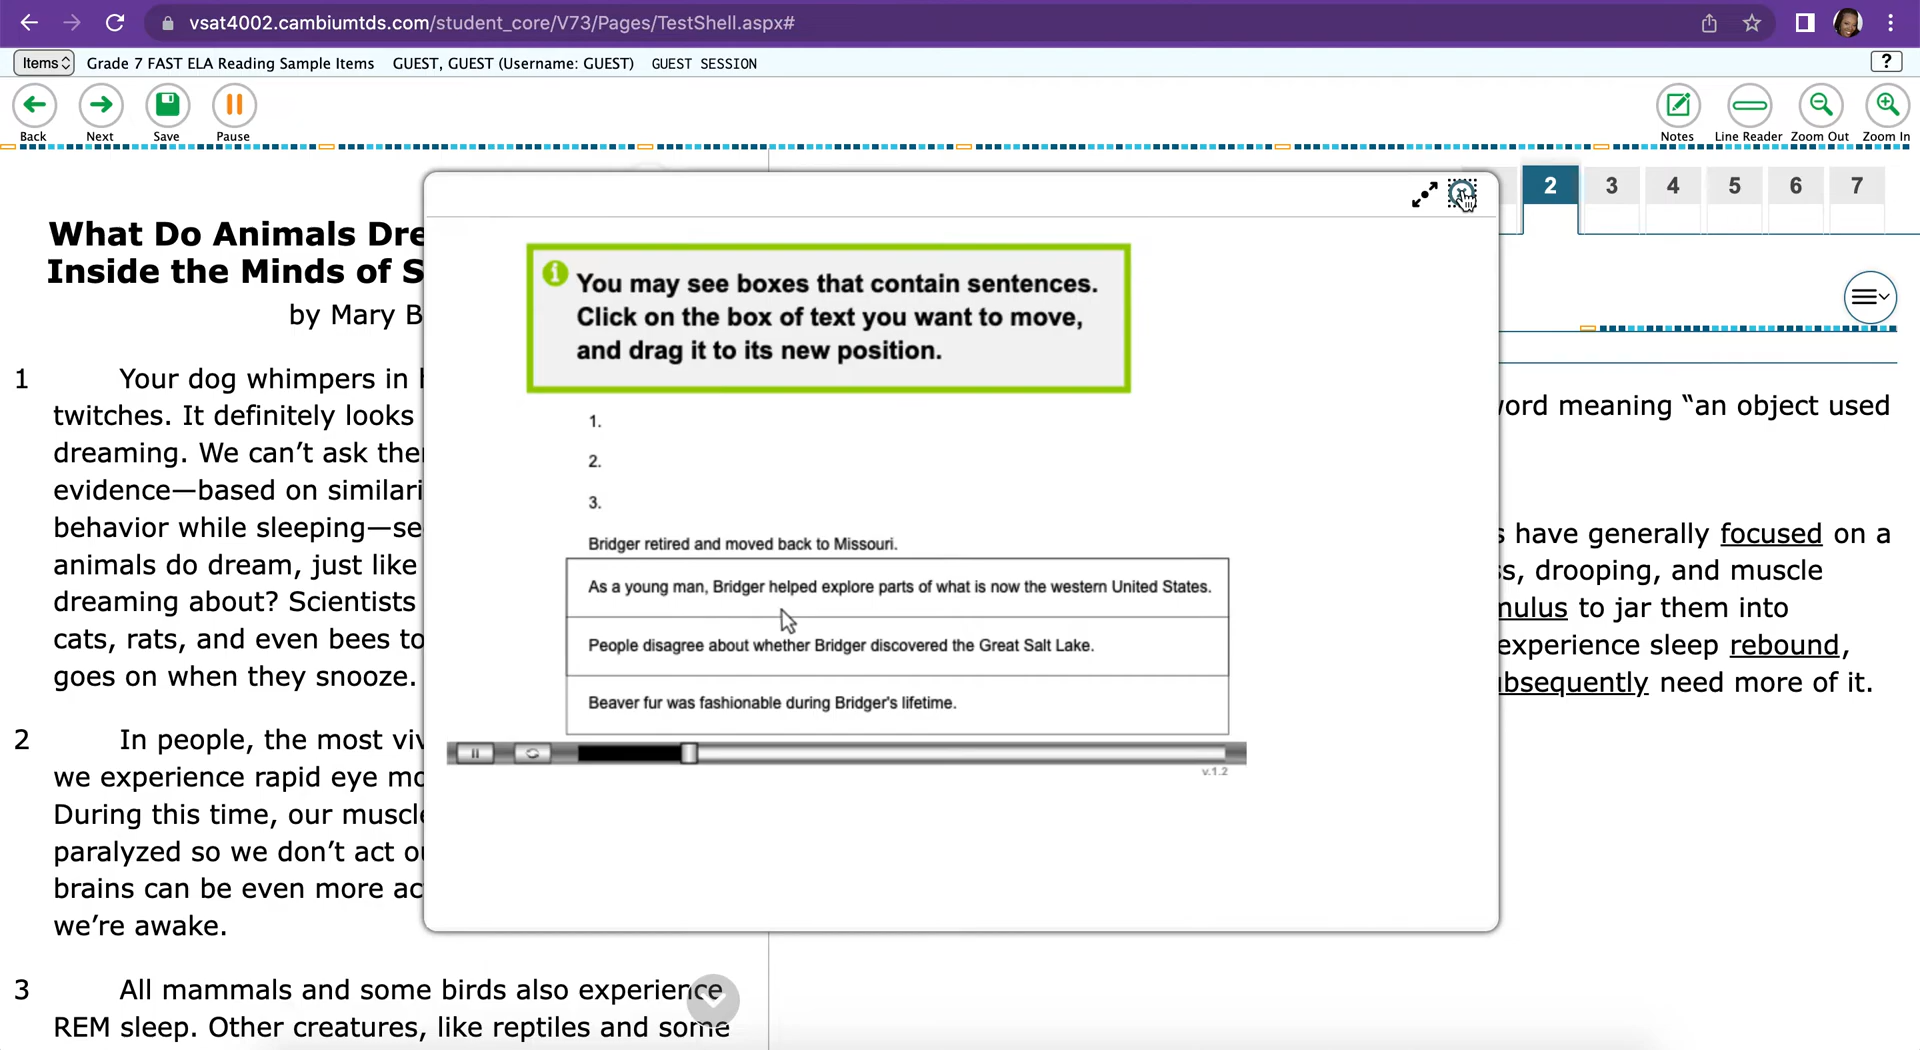 vsat4002.cambiumtds.com/student_core/V73/Pages/TestShell.aspx#
Items Grade 7 FAST ELA Reading Sample Items GUEST, GUEST (Username: GUEST) GUEST SESSION ?
Back Next Save Pause Notes Line Reader Zoom Out Zoom In
2 3 4 5 6 7
What Do Animals Dre
Inside the Minds of S
by Mary B
1 Your dog whimpers in
twitches. It definitely looks
dreaming. We can't ask the
evidence—based on similari
behavior while sleeping—se
animals do dream, just like
dreaming about? Scientists
cats, rats, and even bees to
goes on when they snooze.
2 In people, the most viv
we experience rapid eye mo
During this time, our muscle
paralyzed so we don't act o
brains can be even more ac
we're awake.
3 All mammals and some birds also experience
REM sleep. Other creatures, like reptiles and some
You may see boxes that contain sentences.
Click on the box of text you want to move,
and drag it to its new position.
1.
2.
3.
Bridger retired and moved back to Missouri.
As a young man, Bridger helped explore parts of what is now the western United States.
People disagree about whether Bridger discovered the Great Salt Lake.
Beaver fur was fashionable during Bridger's lifetime.
v.1.2
ord meaning “an object used
s have generally focused on a
s, drooping, and muscle
mulus to jar them into
experience sleep rebound,
bsequently need more of it.